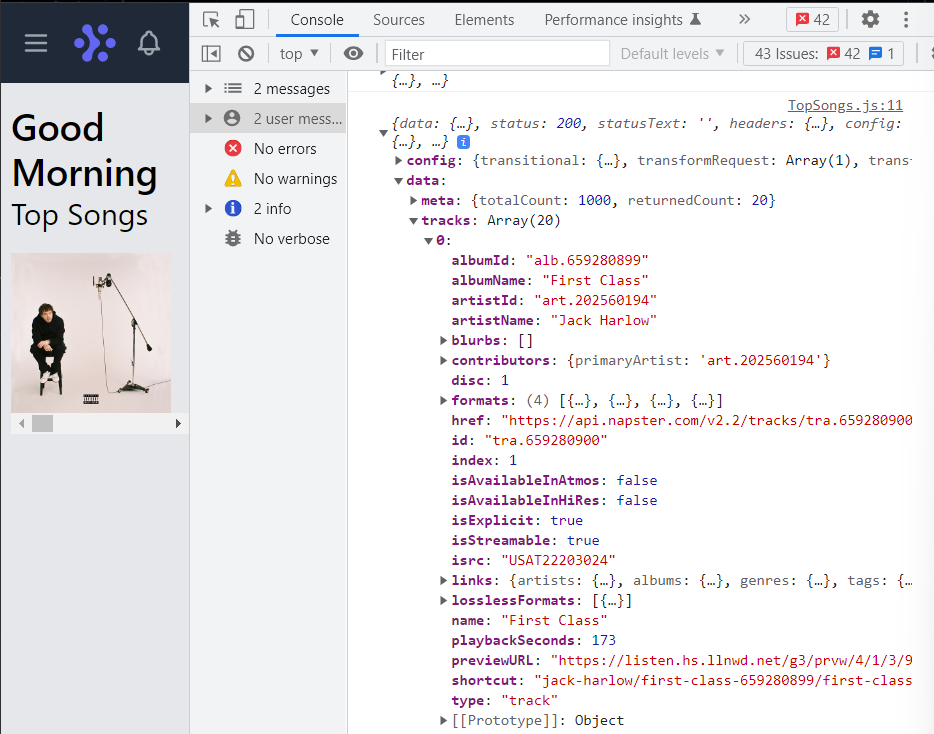 Console Sources Elements Performance insights » 42
top ▼ Filter Default levels ▼ 43 Issues: 42 1
Good
Morning
Top Songs
2 messages
2 user mess...
No errors
No warnings
2 info
No verbose
{…}, …}
TopSongs.js:11
{data: {…}, status: 200, statusText: '', headers: {…}, config:
{…}, …} i
config: {transitional: {…}, transformRequest: Array(1), trans
data:
meta: {totalCount: 1000, returnedCount: 20}
tracks: Array(20)
0:
albumId: "alb.659280899"
albumName: "First Class"
artistId: "art.202560194"
artistName: "Jack Harlow"
blurbs: []
contributors: {primaryArtist: 'art.202560194'}
disc: 1
formats: (4) [{…}, {…}, {…}, {…}]
href: "https://api.napster.com/v2.2/tracks/tra.659280900
id: "tra.659280900"
index: 1
isAvailableInAtmos: false
isAvailableInHiRes: false
isExplicit: true
isStreamable: true
isrc: "USAT22203024"
links: {artists: {…}, albums: {…}, genres: {…}, tags: {…
losslessFormats: [{…}]
name: "First Class"
playbackSeconds: 173
previewURL: "https://listen.hs.llnwd.net/g3/prvw/4/1/3/9
shortcut: "jack-harlow/first-class-659280899/first-class
type: "track"
[[Prototype]]: Object